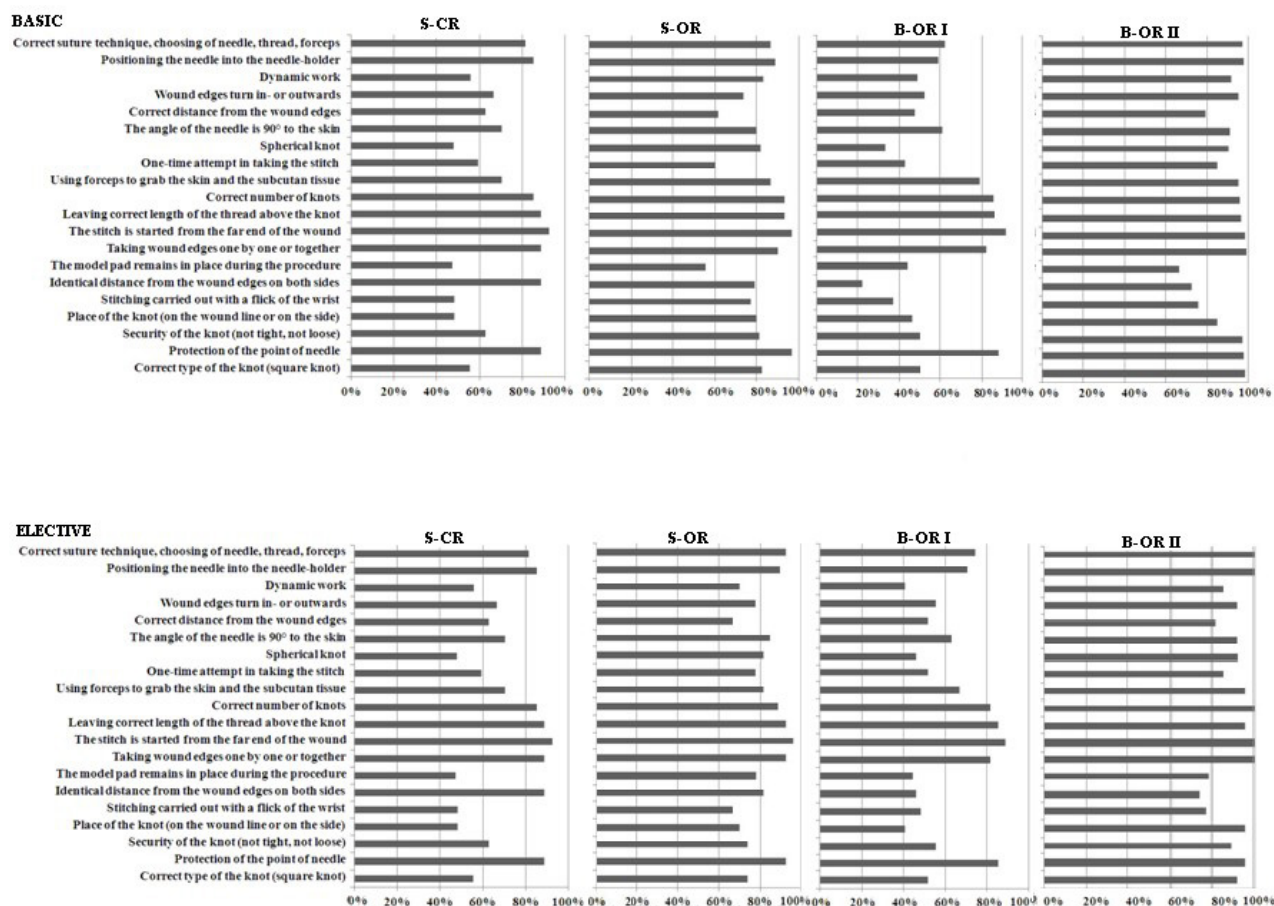 BASIC
S-CR S-OR B-OR I B-OR II
Correct suture technique, choosing of needle, thread, forceps
Positioning the needle into the needle-holder
Dynamic work
Wound edges turn in- or outwards
Correct distance from the wound edges
The angle of the needle is 90° to the skin
Spherical knot
One-time attempt in taking the stitch
Using forceps to grab the skin and the subcutan tissue
Correct number of knots
Leaving correct length of the thread above the knot
The stitch is started from the far end of the wound
Taking wound edges one by one or together
The model pad remains in place during the procedure
Identical distance from the wound edges on both sides
Stitching carried out with a flick of the wrist
Place of the knot (on the wound line or on the side)
Security of the knot (not tight, not loose)
Protection of the point of needle
Correct type of the knot (square knot)
0% 20% 40% 60% 80% 100% 0% 20% 40% 60% 80% 100% 0% 20% 40% 60% 80% 100% 0% 20% 40% 60% 80% 100%
ELECTIVE
S-CR S-OR B-OR I B-OR II
Correct suture technique, choosing of needle, thread, forceps
Positioning the needle into the needle-holder
Dynamic work
Wound edges turn in- or outwards
Correct distance from the wound edges
The angle of the needle is 90° to the skin
Spherical knot
One-time attempt in taking the stitch
Using forceps to grab the skin and the subcutan tissue
Correct number of knots
Leaving correct length of the thread above the knot
The stitch is started from the far end of the wound
Taking wound edges one by one or together
The model pad remains in place during the procedure
Identical distance from the wound edges on both sides
Stitching carried out with a flick of the wrist
Place of the knot (on the wound line or on the side)
Security of the knot (not tight, not loose)
Protection of the point of needle
Correct type of the knot (square knot)
0% 20% 40% 60% 80% 100% 0% 20% 40% 60% 80% 100% 0% 20% 40% 60% 80% 100% 0% 20% 40% 60% 80% 100%